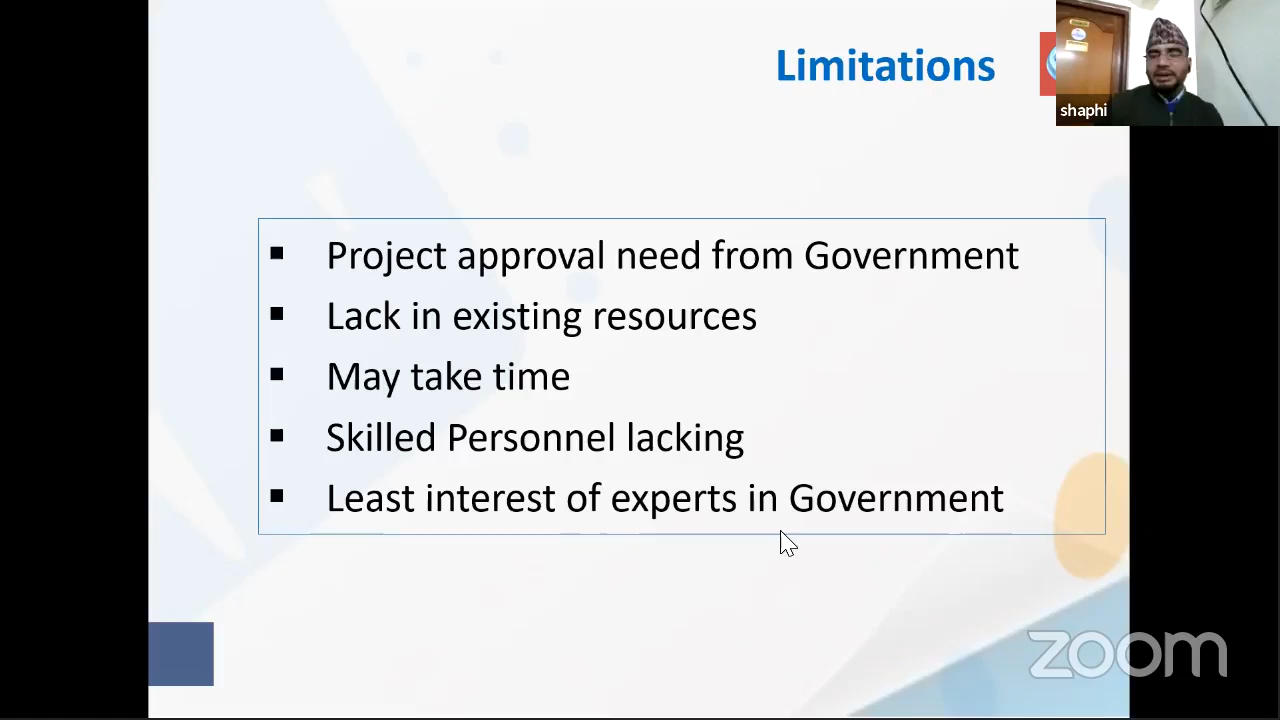 Limitations
shaphi
▪ Project approval need from Government
▪ Lack in existing resources
▪ May take time
▪ Skilled Personnel lacking
▪ Least interest of experts in Government
zoom